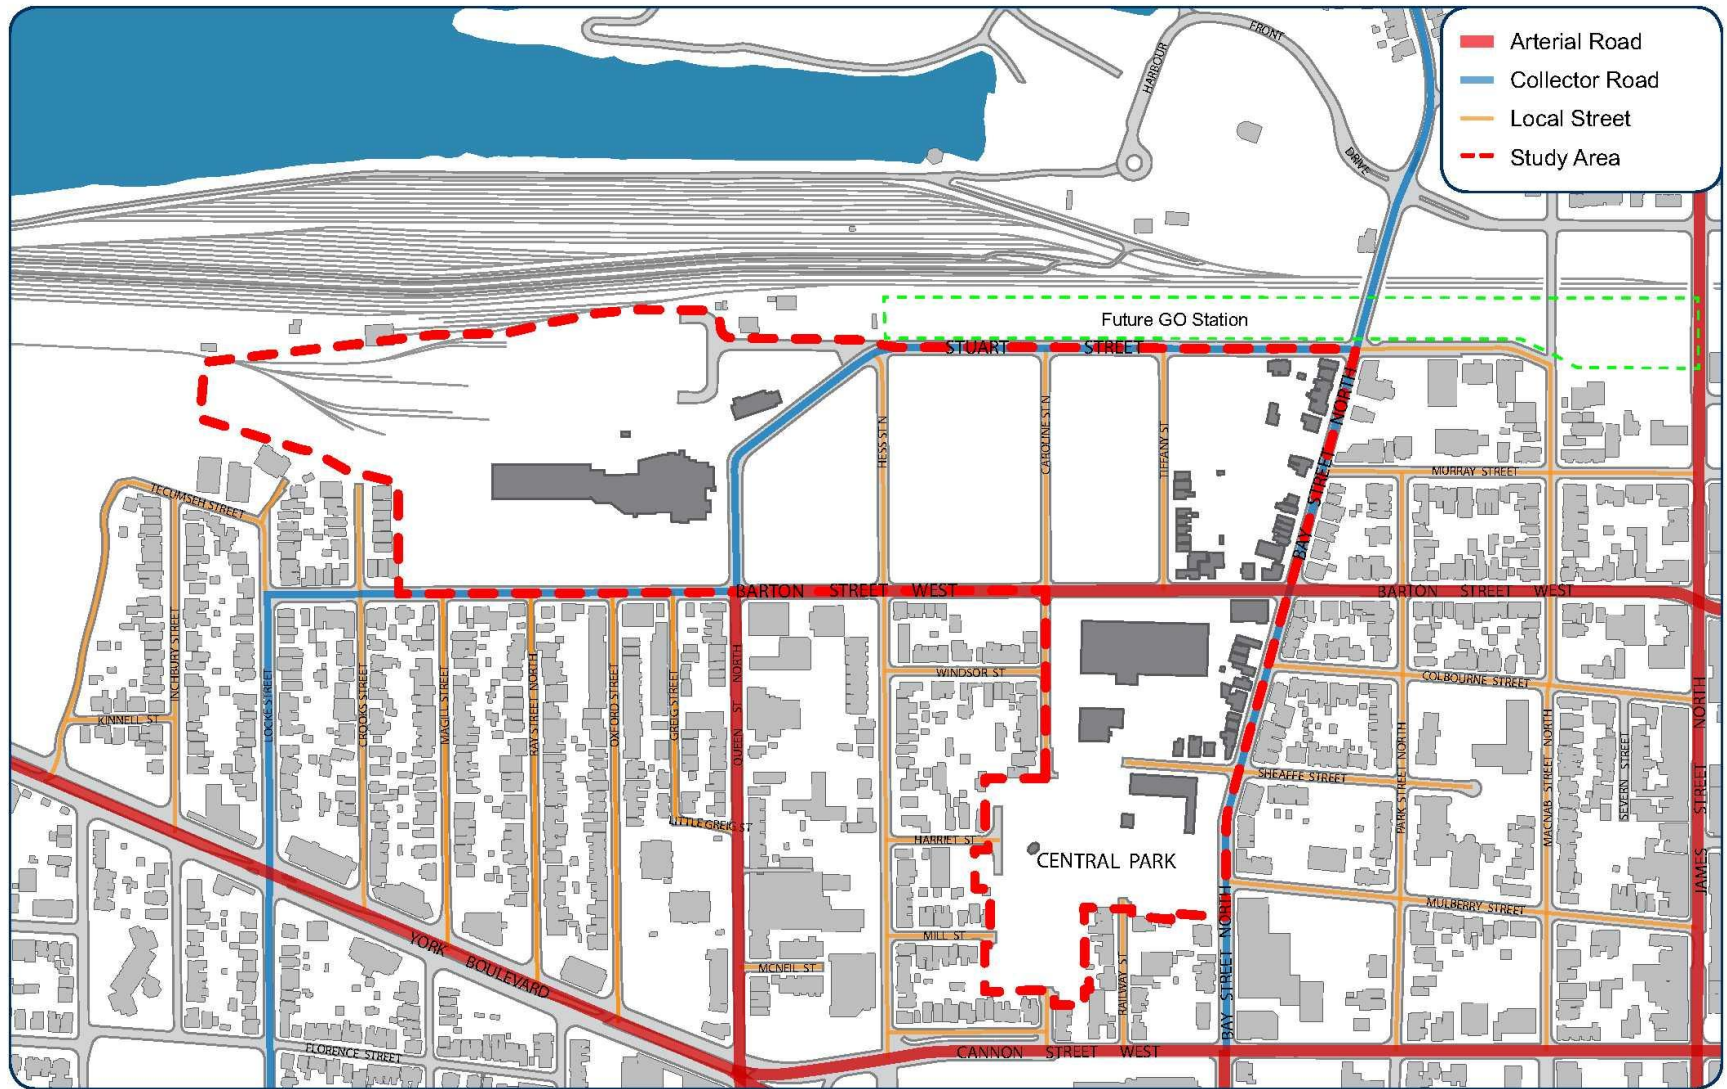 Arterial Road
Collector Road
Local Street
Study Area
FRONT
HARBOUR
DRIVE
Future GO Station
STUART STREET
HESS ST N
CAROLINE ST N
TIFFANY ST
BAY STREET NORTH
MURRAY STREET
TECUMSEH STREET
INCHBURY STREET
KINNELL ST
LOCKE STREET
CROOKS STREET
MAGILL STREET
RAY STREET NORTH
OXFORD STREET
GREIG STREET
LITTLE GREIG ST
BARTON STREET WEST
BARTON STREET WEST
QUEEN ST NORTH
WINDSOR ST
COLBOURNE STREET
SHEAFFE STREET
PARK STREET NORTH
MACNAB STREET NORTH
SEVERN STREET
JAMES STREET NORTH
HARRIET ST
CENTRAL PARK
MULBERRY STREET
MILL ST
MCNEIL ST
RAILWAY ST
BAY STREET NORTH
YORK BOULEVARD
FLORENCE STREET
CANNON STREET WEST